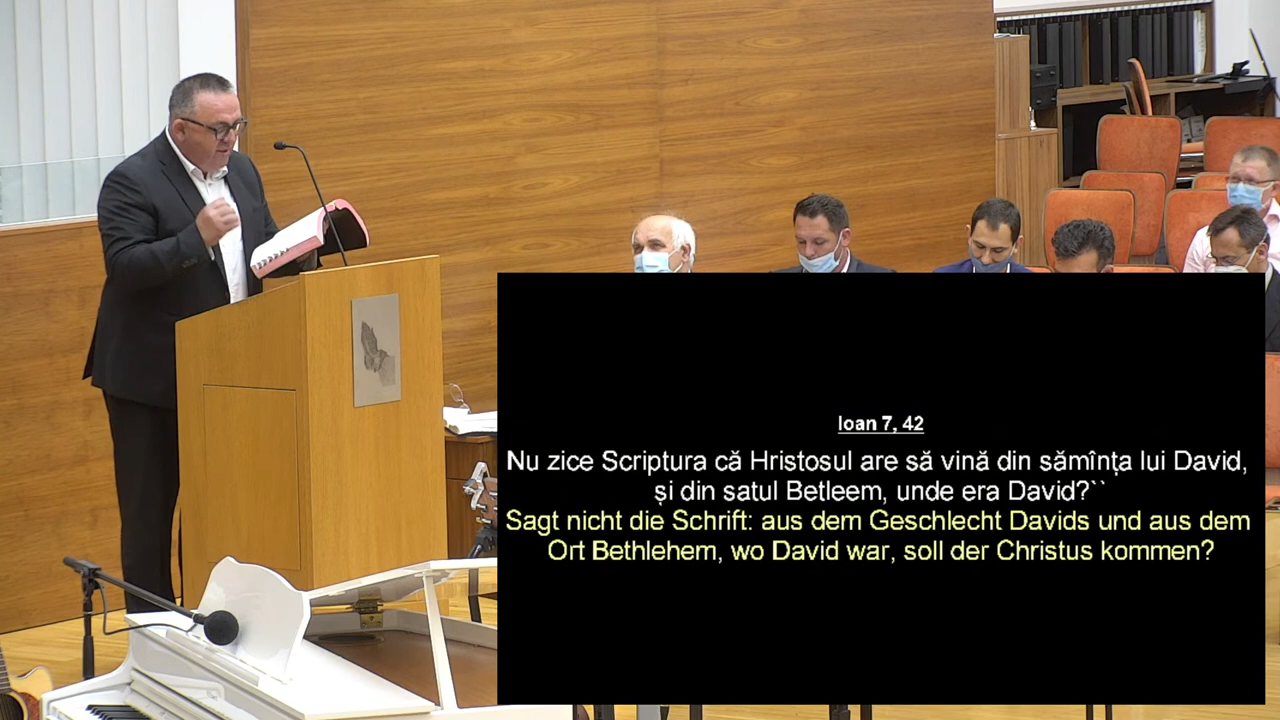 Ioan 7, 42
Nu zice Scriptura că Hristosul are să vină din sămînța lui David,
și din satul Betleem, unde era David?``
Sagt nicht die Schrift: aus dem Geschlecht Davids und aus dem
Ort Bethlehem, wo David war, soll der Christus kommen?